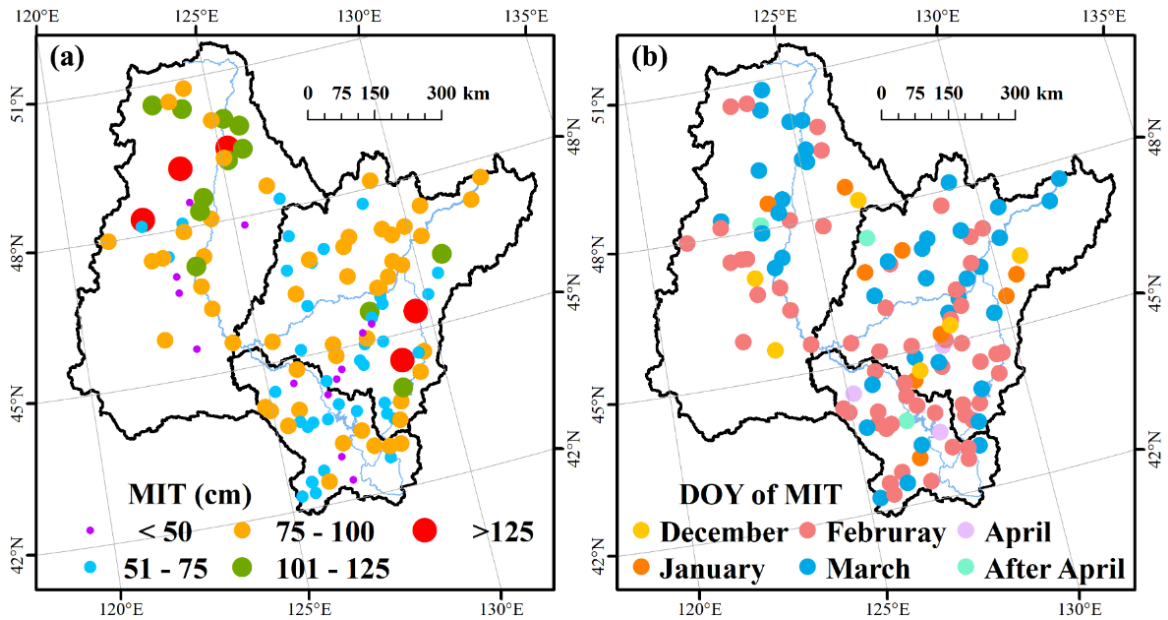 120°E 125°E 130°E 135°E
(a)
0 75 150 300 km
51°N
48°N
48°N
45°N
45°N
42°N
42°N
MIT (cm)
< 50 75 - 100 >125
51 - 75 101 - 125
120°E 125°E 130°E
125°E 130°E 135°E
(b)
0 75 150 300 km
51°N
48°N
48°N
45°N
45°N
42°N
42°N
DOY of MIT
December Februray April
January March After April
120°E 125°E 130°E